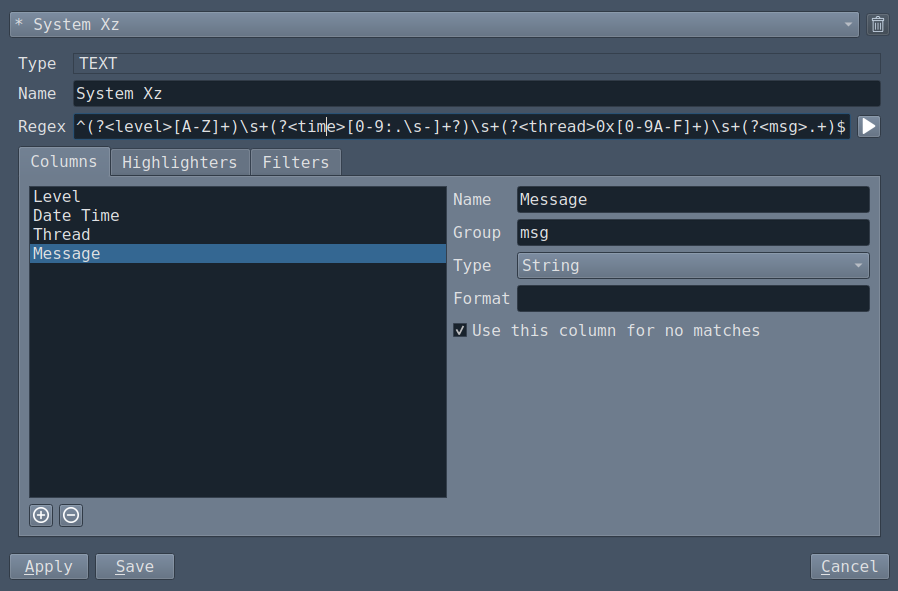 * System Xz
Type TEXT
Name System Xz
Regex ^(?<level>[A-Z]+)\s+(?<time>[0-9:.\s-]+?)\s+(?<thread>0x[0-9A-F]+)\s+(?<msg>.+)$
Columns Highlighters Filters
Level
Date Time
Thread
Message
Name Message
Group msg
Type String
Format
Use this column for no matches
Apply Save Cancel